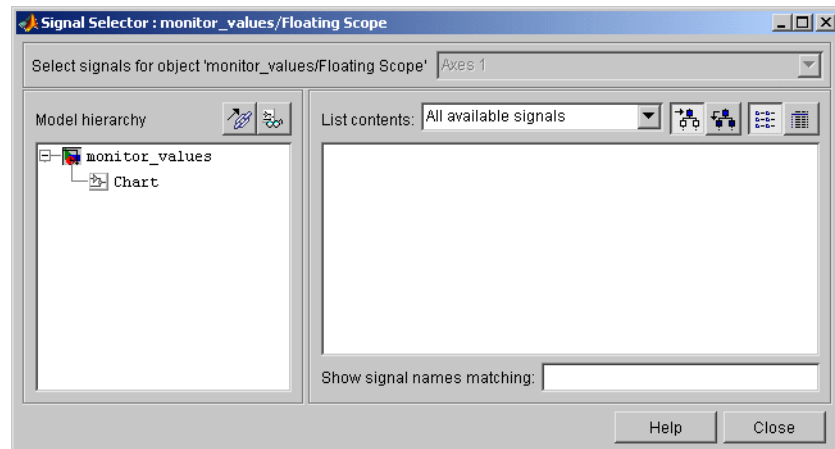 Signal Selector : monitor_values/Floating Scope
Select signals for object 'monitor_values/Floating Scope' Axes 1
Model hierarchy
List contents: All available signals
monitor_values
Chart
Show signal names matching:
Help Close